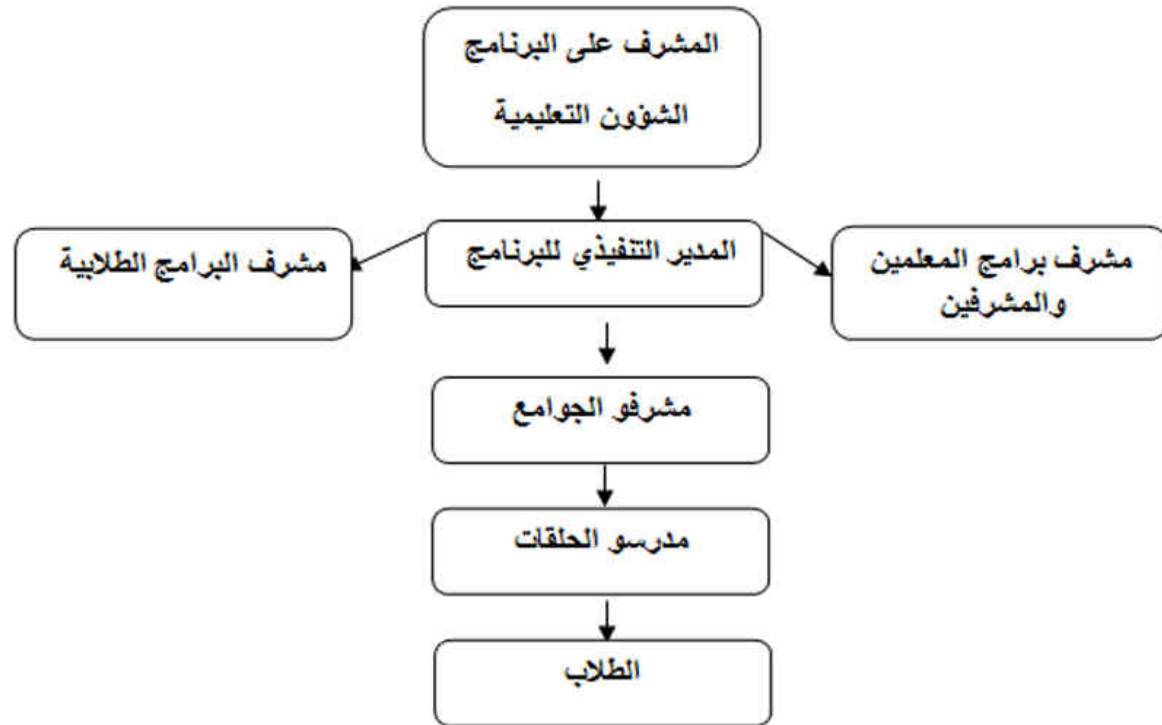 المشرف على البرنامج
الشؤون التعليمية
المدير التنفيذي للبرنامج
مشرف برامج المعلمين
والمشرفين
مشرف البرامج الطلابية
مشرفو الجوامع
مدرسو الحلقات
الطلاب